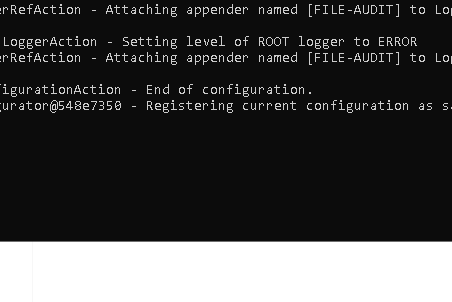 erRefAction - Attaching appender named [FILE-AUDIT] to Log
LoggerAction - Setting level of ROOT logger to ERROR
erRefAction - Attaching appender named [FILE-AUDIT] to Log
figurationAction - End of configuration.
gurator@548e7350 - Registering current configuration as sa